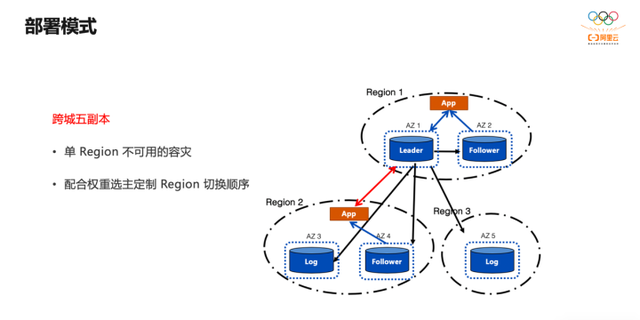 部署模式
阿里云
跨城五副本
• 单 Region 不可用的容灾
• 配合权重选主定制 Region 切换顺序
Region 1
App
AZ 1
AZ 2
Leader
Follower
Region 2
App
AZ 3
AZ 4
Log
Follower
Region 3
AZ 5
Log